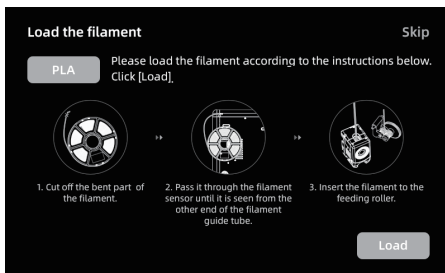 Load the filament
Skip
PLA
Please load the filament according to the instructions below.
Click [Load].
1. Cut off the bent part of
the filament.
2. Pass it through the filament
sensor until it is seen from the
other end of the filament
guide tube.
3. Insert the filament to the
feeding roller.
Load